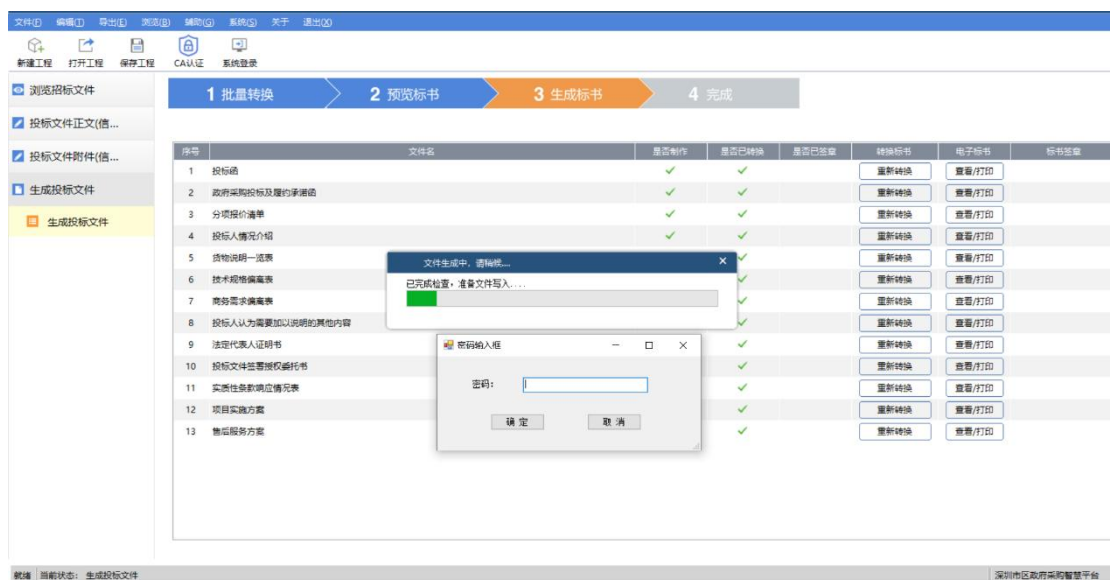 文件(F) 编辑(I) 导出(E) 浏览(B) 辅助(G) 系统(S) 关于 退出(X)
新建工程 打开工程 保存工程 CA认证 系统登录
浏览招标文件
投标文件正文(信...
投标文件附件(信...
生成投标文件
生成投标文件
1 批量转换 2 预览标书 3 生成标书 4 完成
序号 文件名 是否制作 是否已转换 是否已签章 转换标书 电子标书 标书签章
1 投标函 重新转换 查看/打印
2 政府采购投标及履约承诺函 重新转换 查看/打印
3 分项报价清单 重新转换 查看/打印
4 投标人情况介绍 重新转换 查看/打印
5 货物说明一览表 重新转换 查看/打印
6 技术规格偏离表 重新转换 查看/打印
7 商务需求偏离表 重新转换 查看/打印
8 投标人认为需要加以说明的其他内容 重新转换 查看/打印
9 法定代表人证明书 重新转换 查看/打印
10 投标文件签署授权委托书 重新转换 查看/打印
11 实质性条款响应情况表 重新转换 查看/打印
12 项目实施方案 重新转换 查看/打印
13 售后服务方案 重新转换 查看/打印
文件生成中，请稍候....
已完成检查，准备文件写入....
密码输入框
密码：
确 定 取 消
就绪 当前状态： 生成投标文件 深圳市区政府采购智慧平台